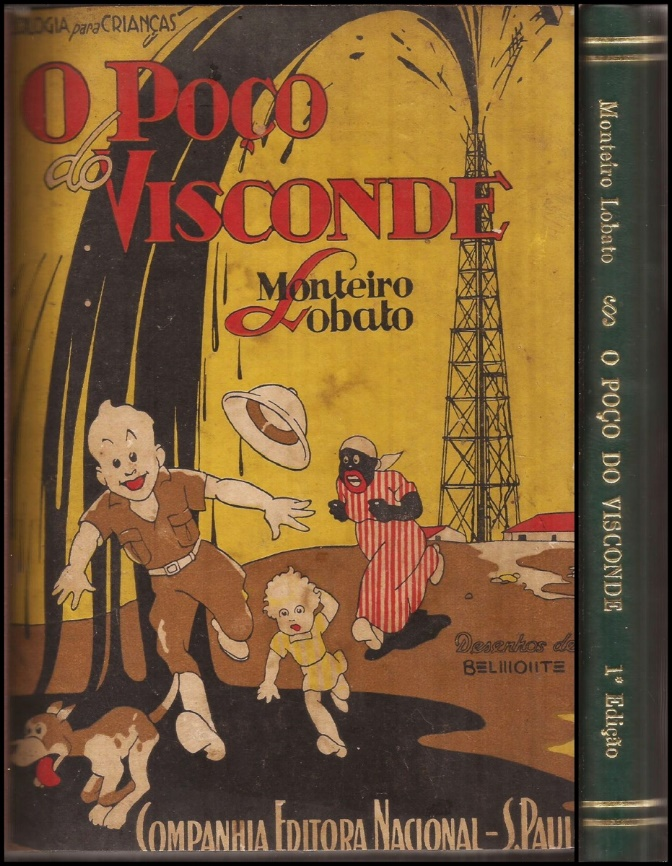 OLOGIA para CRIANÇAS
O POÇO
do
VISCONDE
Monteiro
Lobato
Desenhos de
BELMONTE
COMPANHIA EDITORA NACIONAL - S. PAUL
Monteiro Lobato O POÇO DO VISCONDE 1ª Edição